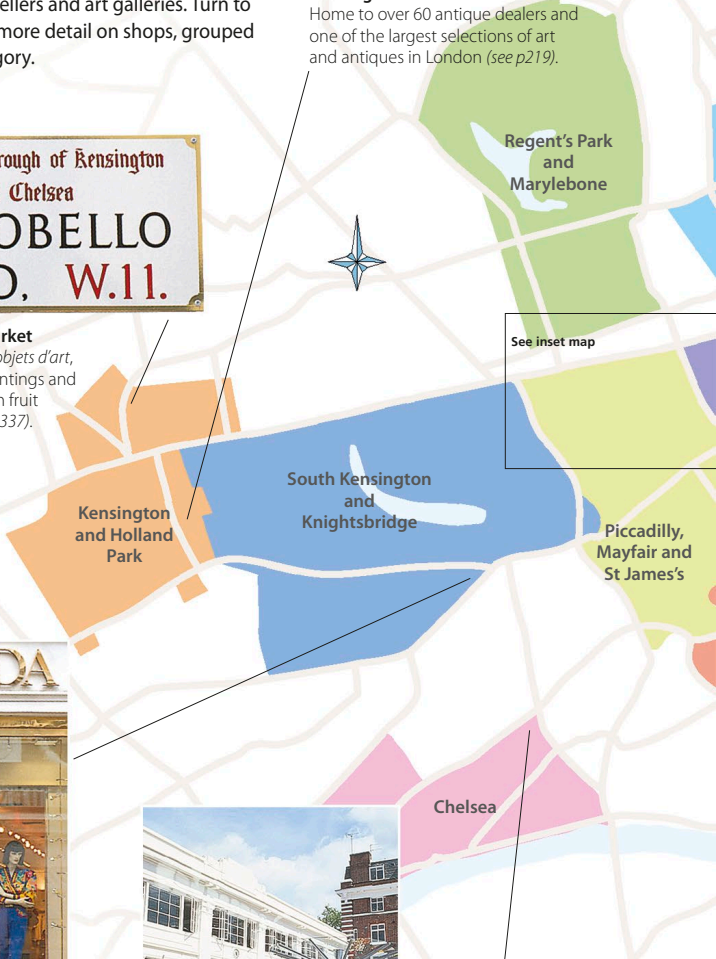 ellers and art galleries. Turn to
more detail on shops, grouped
gory.
Home to over 60 antique dealers and
one of the largest selections of art
and antiques in London (see p219).
rough of Kensington
Chelsea
OBELLO
D, W.11.
rket
objets d'art,
ntings and
n fruit
337).
Regent's Park
and
Marylebone
See inset map
South Kensington
and
Knightsbridge
Kensington
and Holland
Park
Piccadilly,
Mayfair and
St James's
DA
Chelsea